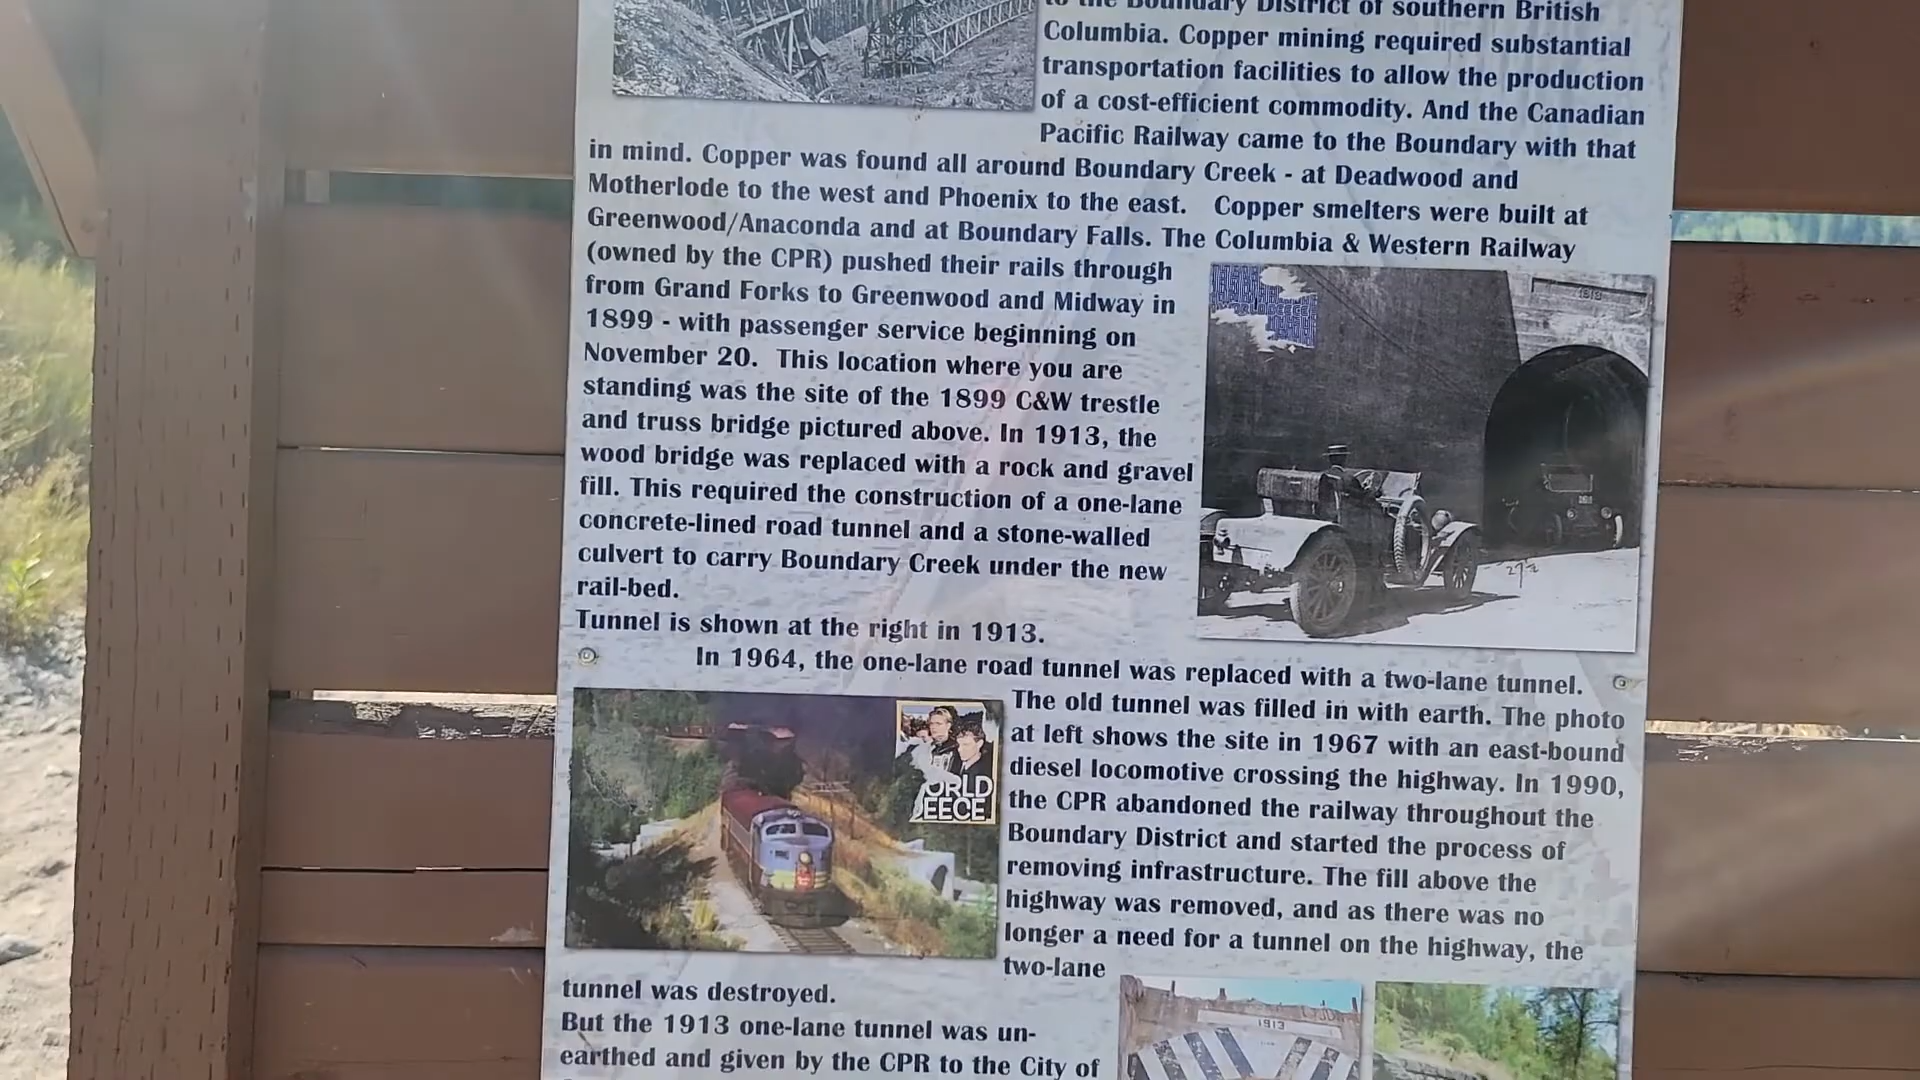 to the Boundary District of southern British
Columbia. Copper mining required substantial
transportation facilities to allow the production
of a cost-efficient commodity. And the Canadian
Pacific Railway came to the Boundary with that
in mind. Copper was found all around Boundary Creek - at Deadwood and
Motherlode to the west and Phoenix to the east. Copper smelters were built at
Greenwood/Anaconda and at Boundary Falls. The Columbia & Western Railway
(owned by the CPR) pushed their rails through
from Grand Forks to Greenwood and Midway in
1899 - with passenger service beginning on
November 20. This location where you are
standing was the site of the 1899 C&W trestle
and truss bridge pictured above. In 1913, the
wood bridge was replaced with a rock and gravel
fill. This required the construction of a one-lane
concrete-lined road tunnel and a stone-walled
culvert to carry Boundary Creek under the new
rail-bed.
Tunnel is shown at the right in 1913.
1913
In 1964, the one-lane road tunnel was replaced with a two-lane tunnel.
The old tunnel was filled in with earth. The photo
at left shows the site in 1967 with an east-bound
diesel locomotive crossing the highway. In 1990,
the CPR abandoned the railway throughout the
Boundary District and started the process of
removing infrastructure. The fill above the
highway was removed, and as there was no
longer a need for a tunnel on the highway, the
two-lane
tunnel was destroyed.
But the 1913 one-lane tunnel was un-
earthed and given by the CPR to the City of
ORLD
EECE
1913